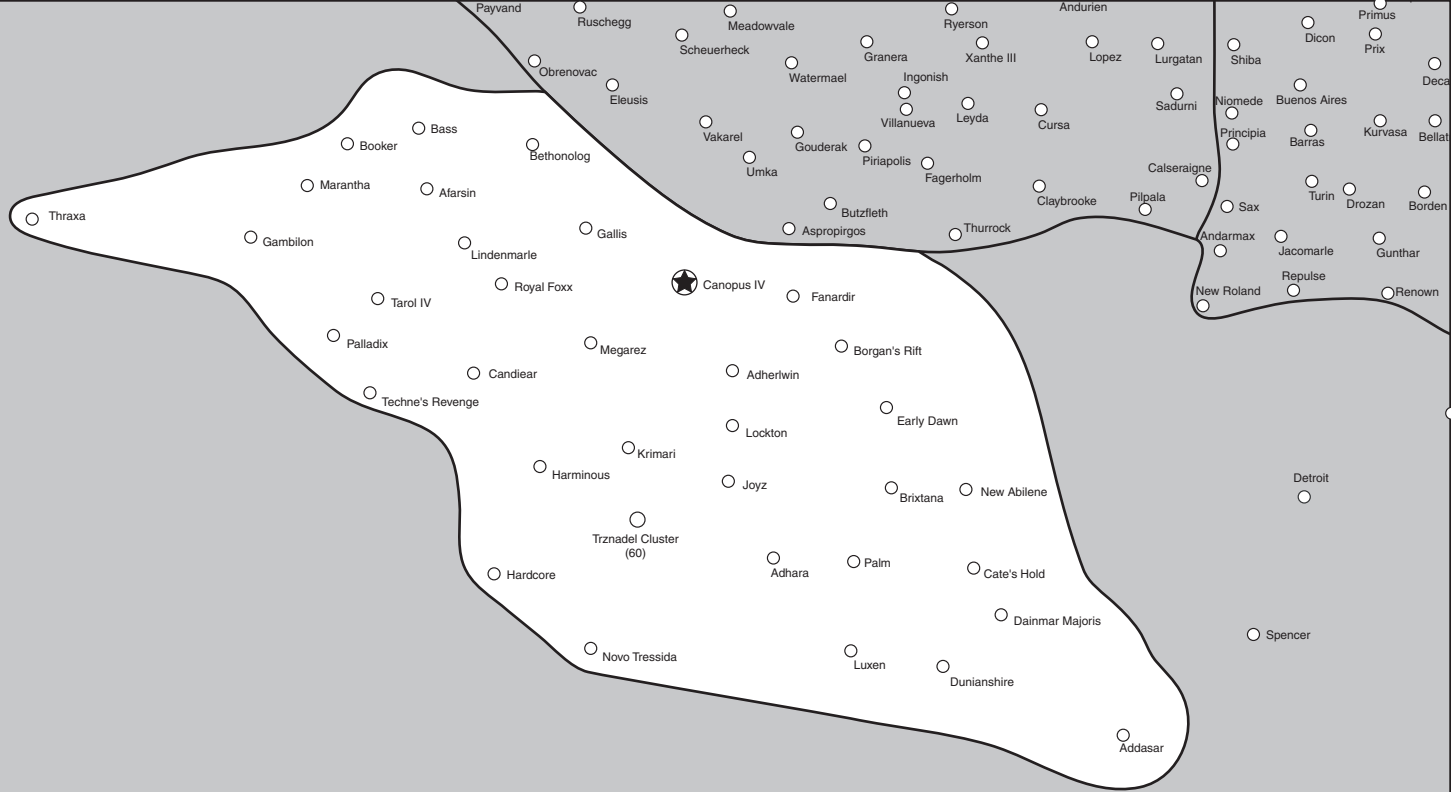 Payvand
Ruschegg
Meadowvale
Ryerson
Andurien
Primus
Dicon
Prix
Scheuerheck
Granera
Xanthe III
Lopez
Lurgatan
Shiba
Obrenovac
Watermael
Ingonish
Deca
Eleusis
Sadurni
Niomede
Buenos Aires
Villanueva
Leyda
Cursa
Principia
Barras
Kurvasa
Bellat
Vakarel
Gouderak
Piriapolis
Bass
Booker
Bethonolog
Umka
Fagerholm
Calseraigne
Marantha
Afarsin
Claybrooke
Pilpala
Sax
Turin
Drozan
Borden
Thraxa
Butzfleth
Aspropirgos
Thurrock
Gambilon
Gallis
Andarmax
Jacomarle
Gunthar
Lindenmarle
Royal Foxx
Canopus IV
Fanardir
New Roland
Repulse
Renown
Tarol IV
Palladix
Megarez
Borgan's Rift
Candiear
Adherlwin
Techne's Revenge
Early Dawn
Lockton
Krimari
Harminous
Joyz
Brixtana
New Abilene
Detroit
Trznadel Cluster
(60)
Hardcore
Adhara
Palm
Cate's Hold
Dainmar Majoris
Spencer
Novo Tressida
Luxen
Dunianshire
Addasar